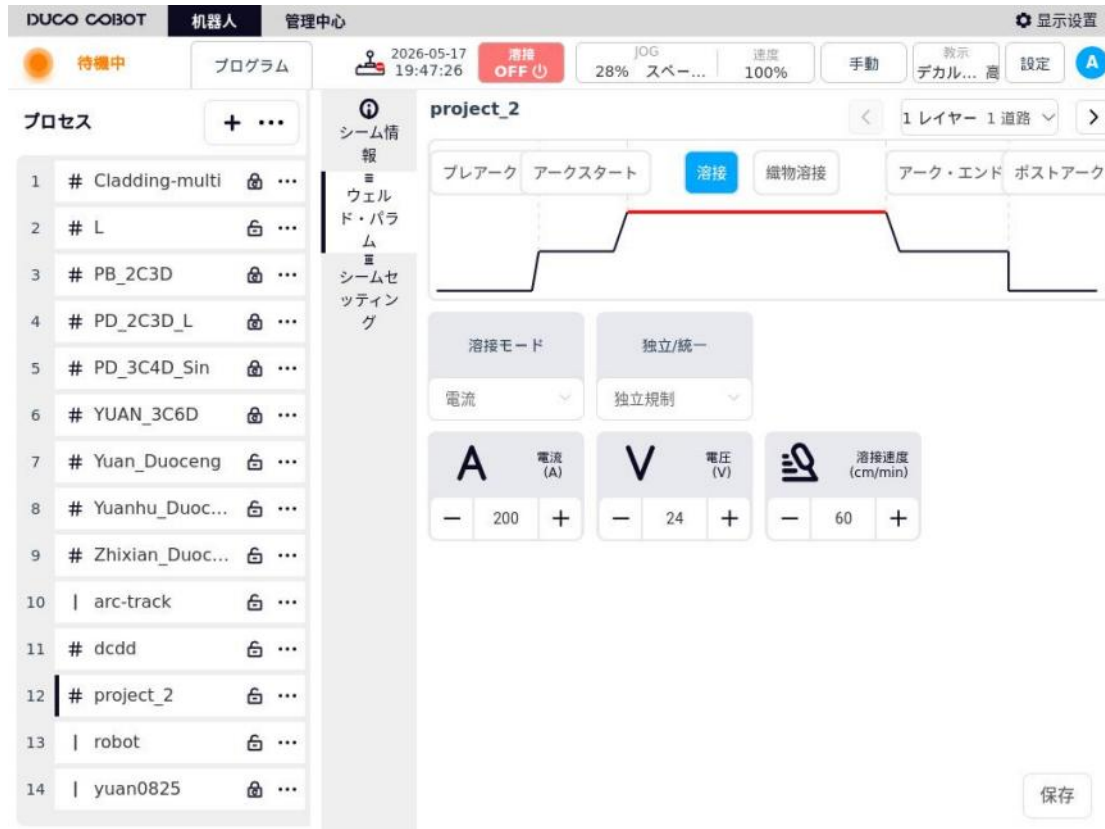 DUCO COBOT 机器人 管理中心 显示设置
待機中 プログラム 2026-05-17 19:47:26 溶接 OFF JOG 28% スペー... 速度 100% 手動 教示 デカル... 高 設定 A
プロセス + ...
1 # Cladding-multi ...
2 # L ...
3 # PB_2C3D ...
4 # PD_2C3D_L ...
5 # PD_3C4D_Sin ...
6 # YUAN_3C6D ...
7 # Yuan_Duoceng ...
8 # Yuanhu_Duoc... ...
9 # Zhixian_Duoc... ...
10 | arc-track ...
11 # dcdd ...
12 # project_2 ...
13 | robot ...
14 | yuan0825 ...
シーム情
報
ウェル
ド・パラ
ム
シームセ
ッティン
グ
project_2 < 1 レイヤー 1 道路 >
プレアーク アークスタート 溶接 織物溶接 アーク・エンド ポストアーク
溶接モード 独立/統一
電流 独立規制
A 電流 (A) V 電圧 (V) 溶接速度 (cm/min)
— 200 + — 24 + — 60 +
保存